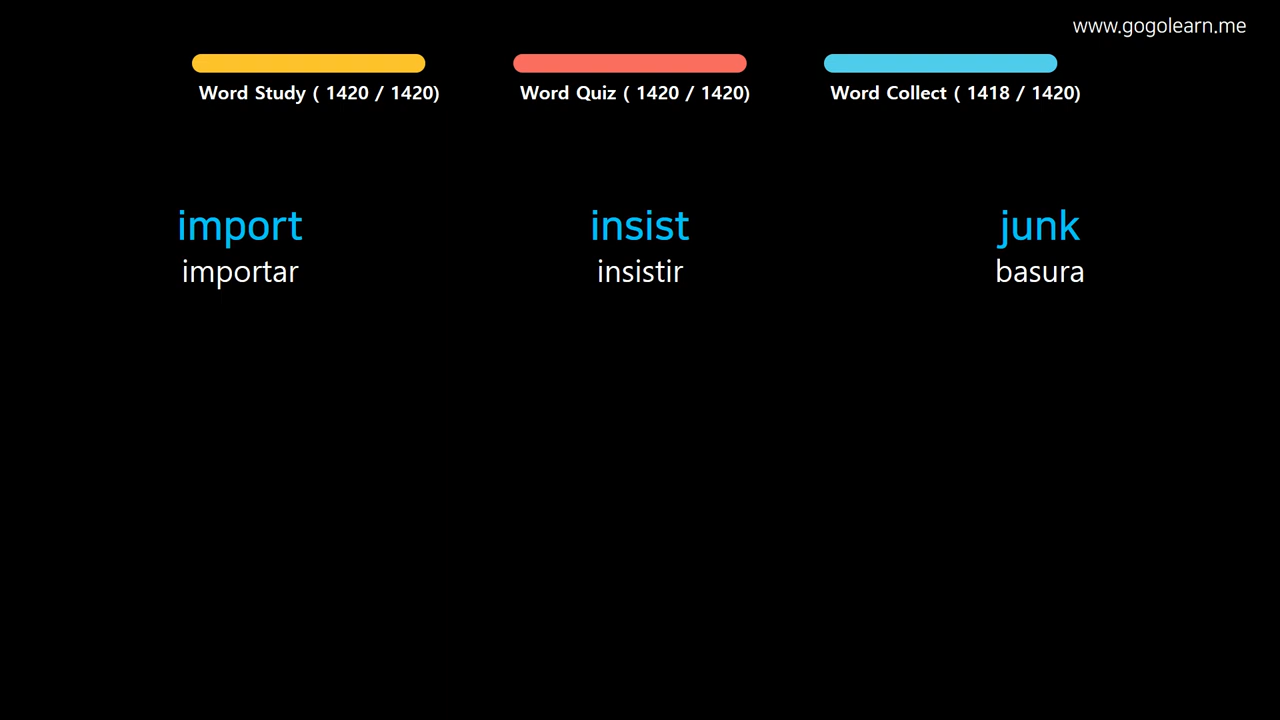 www.gogolearn.me
Word Study ( 1420 / 1420)
Word Quiz ( 1420 / 1420)
Word Collect ( 1418 / 1420)
import
importar
insist
insistir
junk
basura